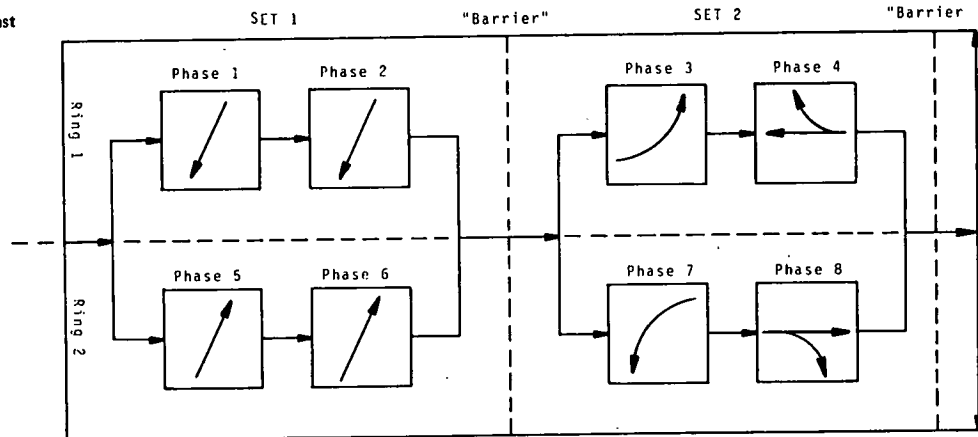 SET 1
"Barrier"
SET 2
"Barrier
Ring 1
Phase 1
Phase 2
Phase 3
Phase 4
Ring 2
Phase 5
Phase 6
Phase 7
Phase 8